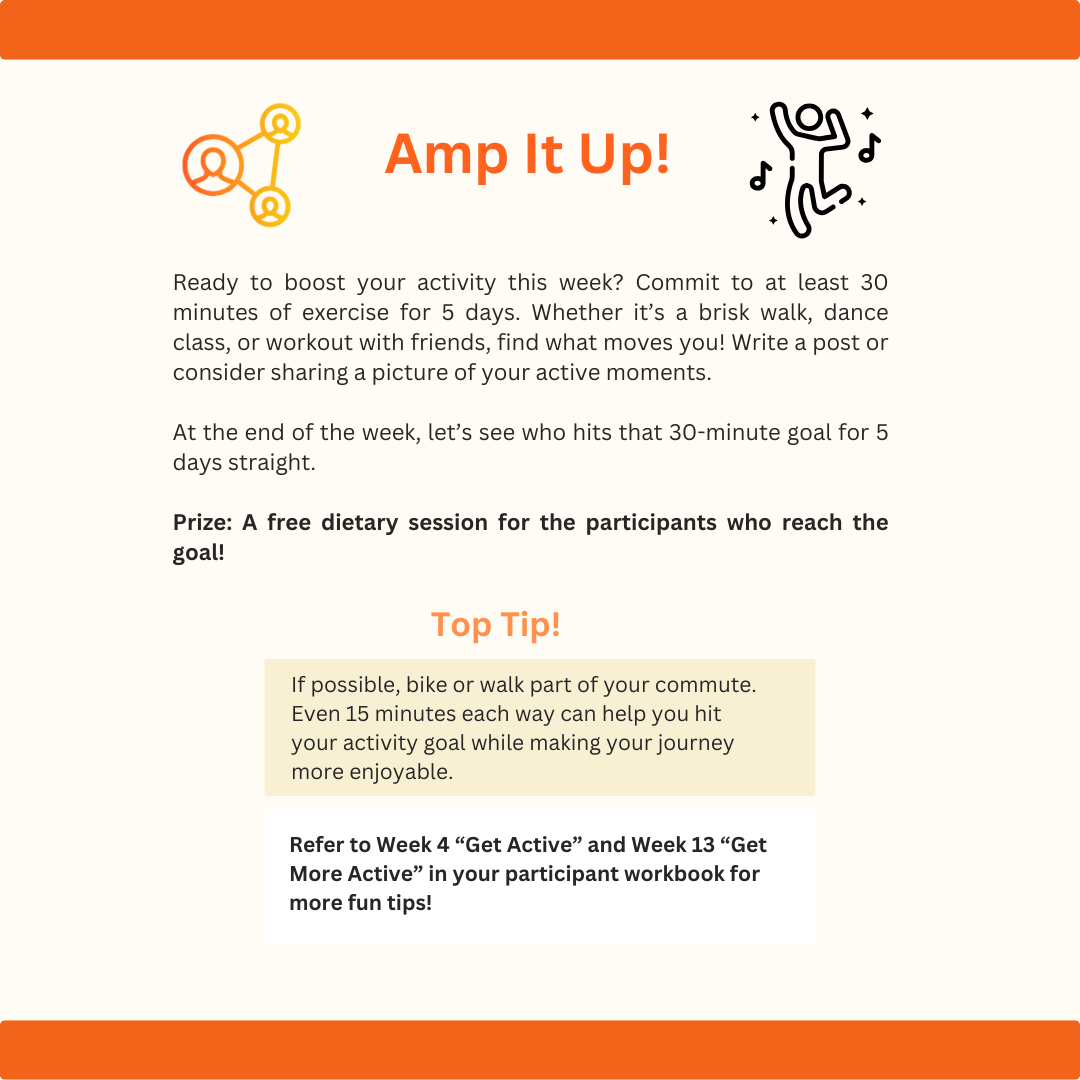 Amp It Up!
Ready to boost your activity this week? Commit to at least 30
minutes of exercise for 5 days. Whether it’s a brisk walk, dance
class, or workout with friends, find what moves you! Write a post or
consider sharing a picture of your active moments.
At the end of the week, let’s see who hits that 30-minute goal for 5
days straight.
Prize: A free dietary session for the participants who reach the
goal!
Top Tip!
If possible, bike or walk part of your commute.
Even 15 minutes each way can help you hit
your activity goal while making your journey
more enjoyable.
Refer to Week 4 “Get Active” and Week 13 “Get
More Active” in your participant workbook for
more fun tips!